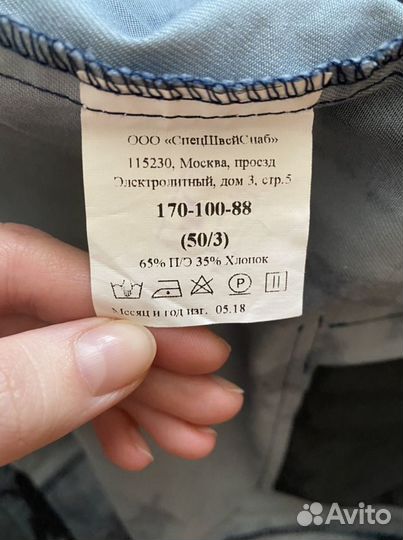 ООО «СпецШвейСнаб»
115230, Москва, проезд
Электролитный, дом 3, стр.5
170-100-88
(50/3)
65% П/Э 35% Хлопок
P
Месяц и год изг. 05.18
Avito